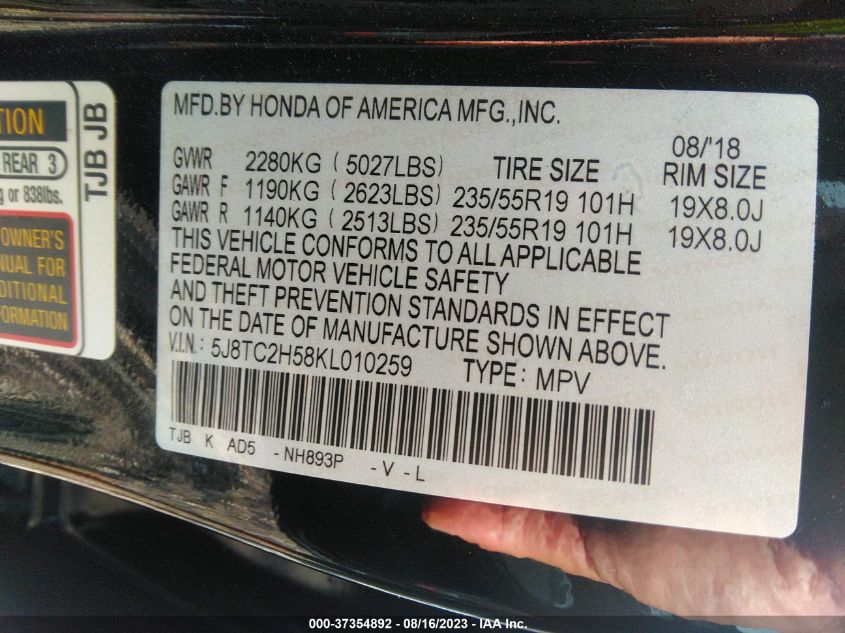 TION
REAR 3
g or 838lbs.
OWNER'S
NUAL FOR
DITIONAL
FORMATION
TJB JB
MFD.BY HONDA OF AMERICA MFG.,INC.
08/'18
GVWR 2280KG (5027LBS) TIRE SIZE RIM SIZE
GAWR F 1190KG (2623LBS) 235/55R19 101H 19X8.0J
GAWR R 1140KG (2513LBS) 235/55R19 101H 19X8.0J
THIS VEHICLE CONFORMS TO ALL APPLICABLE
FEDERAL MOTOR VEHICLE SAFETY
AND THEFT PREVENTION STANDARDS IN EFFECT
ON THE DATE OF MANUFACTURE SHOWN ABOVE.
V.I.N.: 5J8TC2H58KL010259 TYPE: MPV
TJB K AD5 -NH893P -V -L
000-37354892 - 08/16/2023 - IAA Inc.